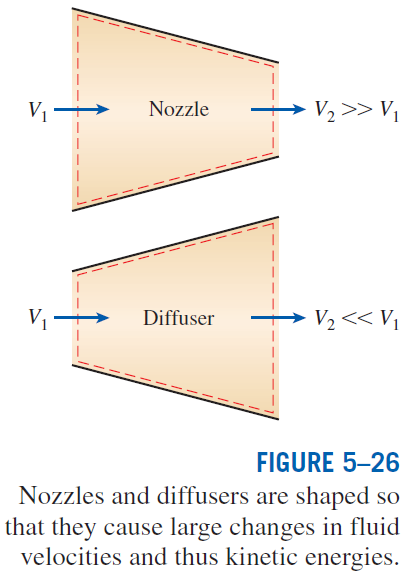 V₁ Nozzle V₂ >> V₁
V₁ Diffuser V₂ << V₁
FIGURE 5–26
Nozzles and diffusers are shaped so
that they cause large changes in fluid
velocities and thus kinetic energies.